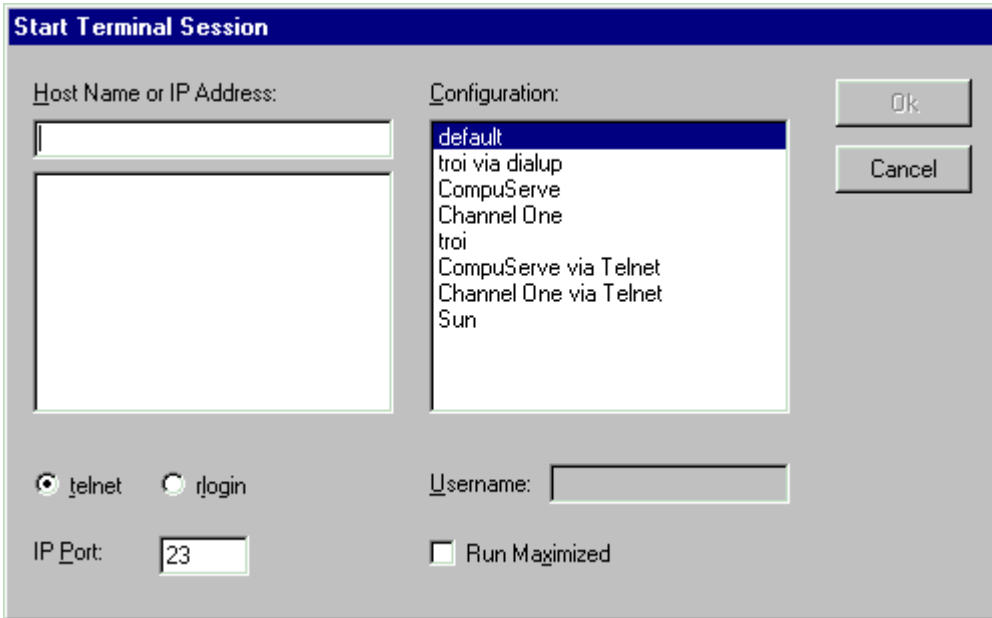 Start Terminal Session
Host Name or IP Address:
Configuration:
default
troi via dialup
CompuServe
Channel One
troi
CompuServe via Telnet
Channel One via Telnet
Sun
Ok
Cancel
telnet
rlogin
Username:
IP Port:
23
Run Maximized